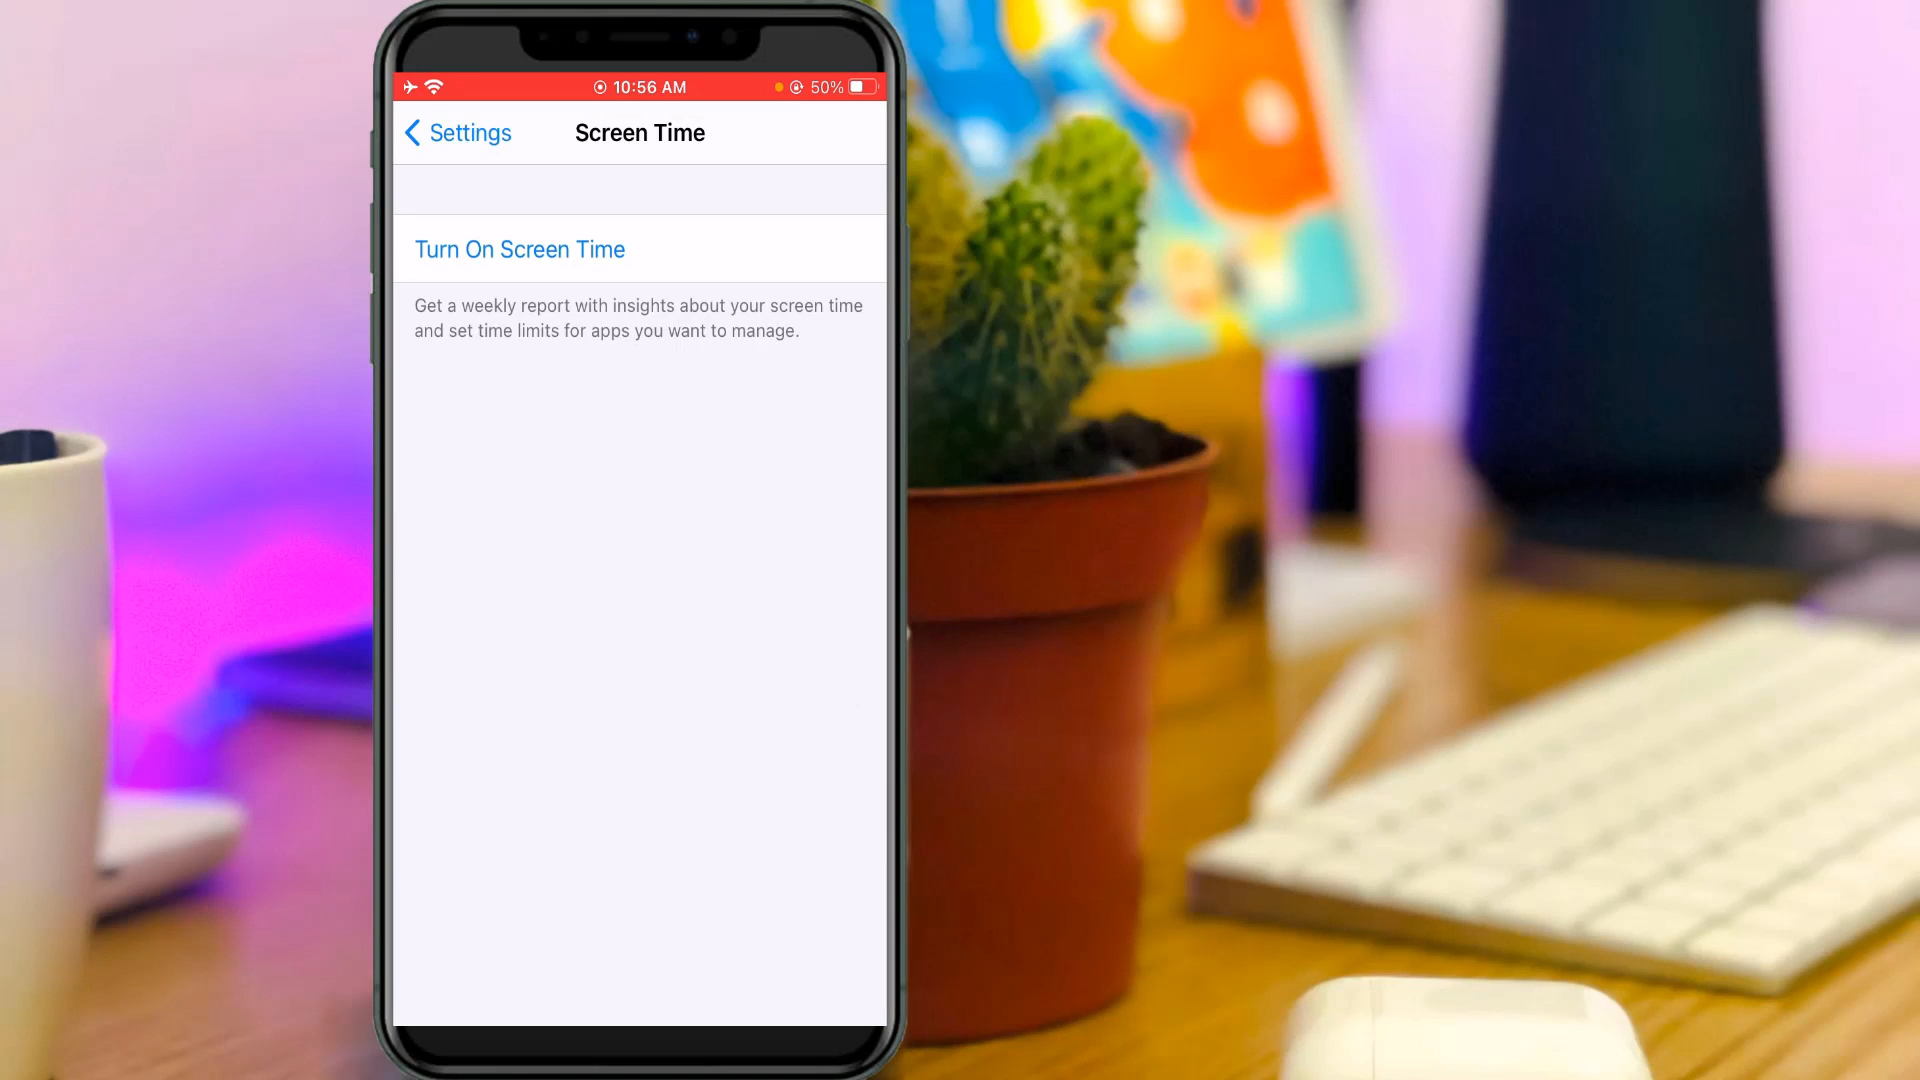 10:56 AM
50%
Settings
Screen Time
Turn On Screen Time
Get a weekly report with insights about your screen time
and set time limits for apps you want to manage.